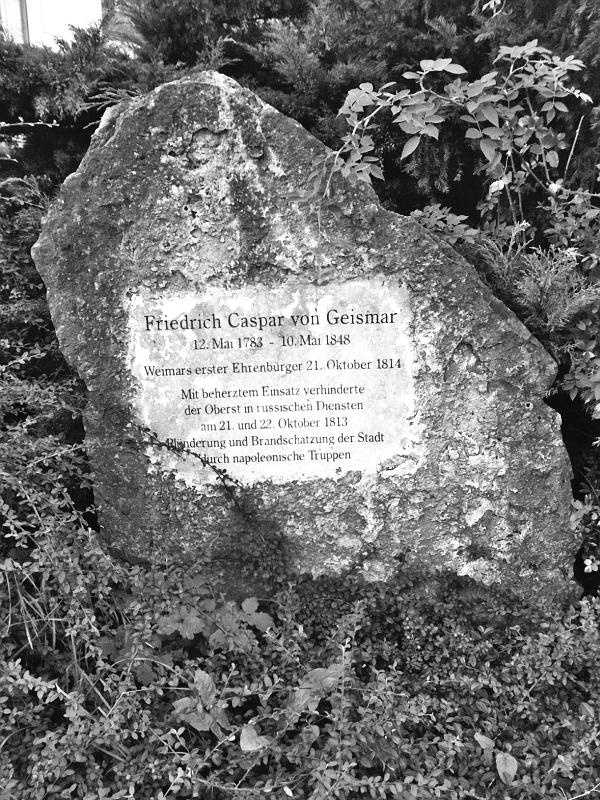 Friedrich Caspar von Geismar
12. Mai 1783 - 10. Mai 1848
Weimars erster Ehrenbürger 21. Oktober 1814
Mit beherztem Einsatz verhinderte
der Oberst in russischen Diensten
am 21. und 22. Oktober 1813
Plünderung und Brandschatzung der Stadt
durch napoleonische Truppen